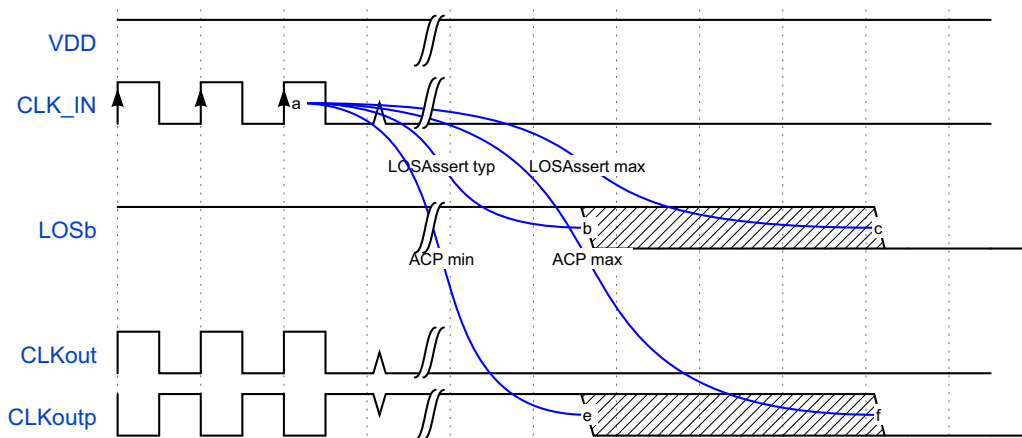 VDD
CLK_IN
a
LOSAssert typ
LOSAssert max
LOSb
b
c
ACP min
ACP max
CLKout
CLKoutp
e
f